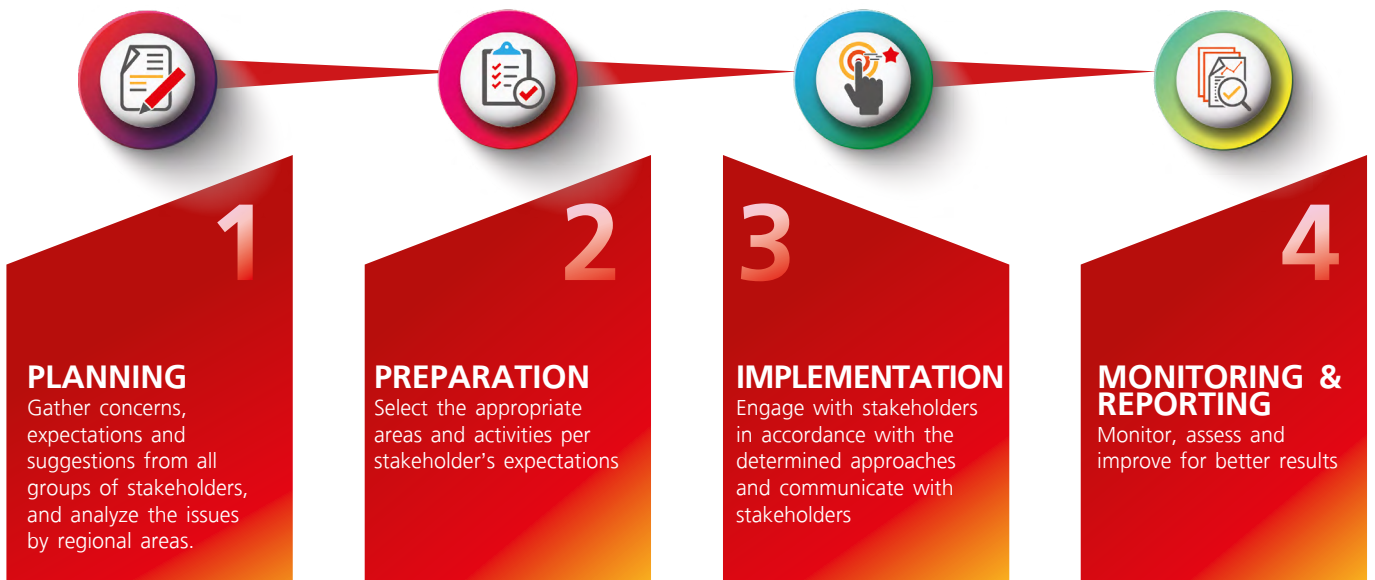 1
PLANNING
Gather concerns,
expectations and
suggestions from all
groups of stakeholders,
and analyze the issues
by regional areas.
2
PREPARATION
Select the appropriate
areas and activities per
stakeholder's expectations
3
IMPLEMENTATION
Engage with stakeholders
in accordance with the
determined approaches
and communicate with
stakeholders
4
MONITORING &
REPORTING
Monitor, assess and
improve for better results